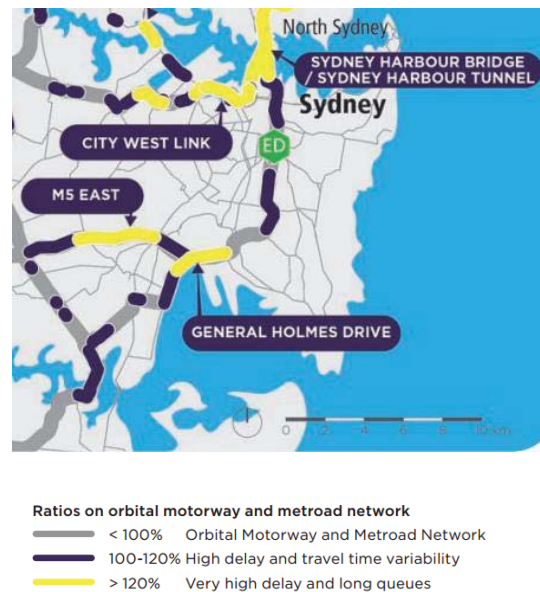 North Sydney
SYDNEY HARBOUR BRIDGE
/ SYDNEY HARBOUR TUNNEL
Sydney
CITY WEST LINK
ED
M5 EAST
GENERAL HOLMES DRIVE
0 2 4 6 8 10 km
Ratios on orbital motorway and metroad network
< 100% Orbital Motorway and Metroad Network
100-120% High delay and travel time variability
> 120% Very high delay and long queues